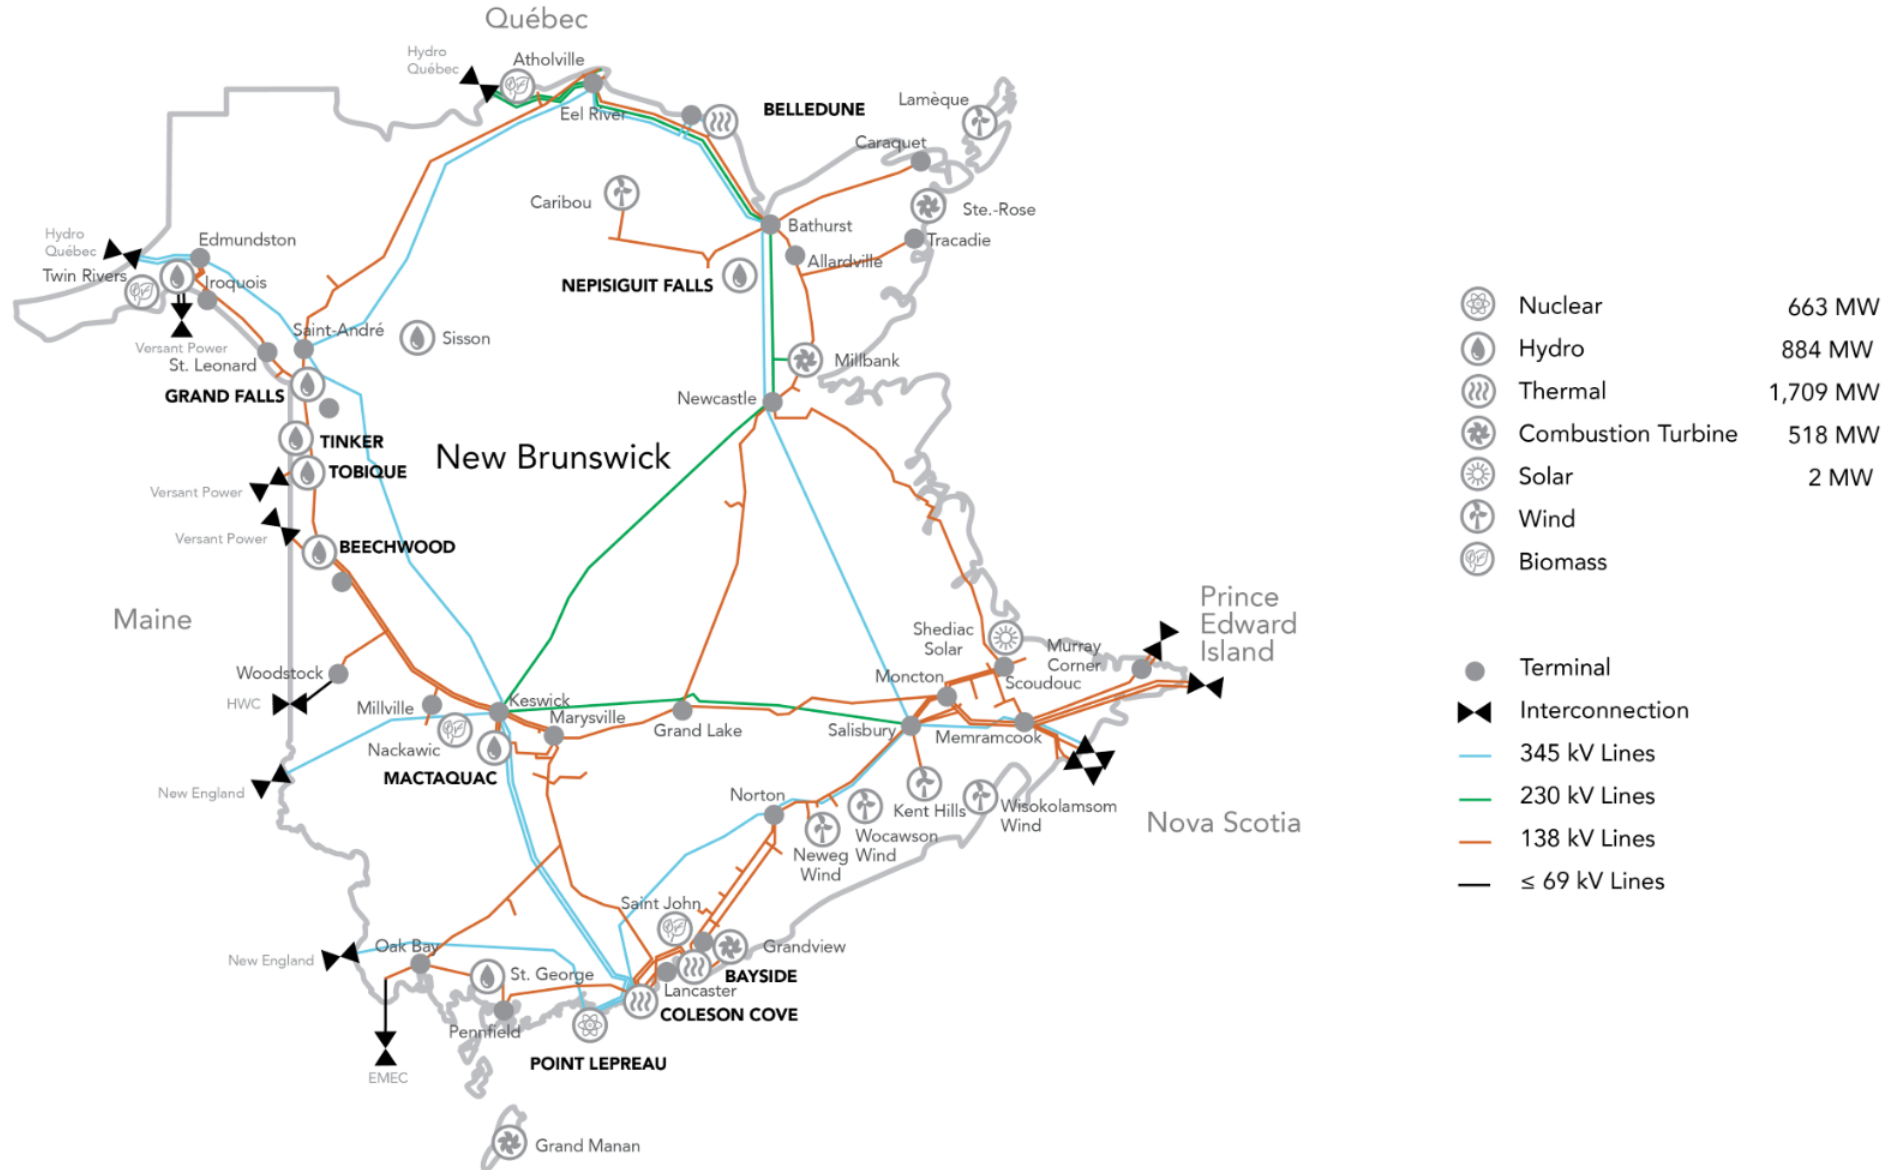 Québec
Hydro
Québec
Atholville
Eel River
BELLEDUNE
Lamèque
Caraquet
Caribou
Ste.-Rose
Bathurst
Tracadie
Allardville
NEPISIGUIT FALLS
Hydro
Québec
Edmundston
Twin Rivers
Iroquois
Versant Power
Saint-André
Sisson
St. Leonard
GRAND FALLS
Millbank
Newcastle
TINKER
New Brunswick
TOBIQUE
Versant Power
Versant Power
BEECHWOOD
Maine
Woodstock
HWC
Millville
Keswick
Marysville
Nackawic
MACTAQUAC
New England
Grand Lake
Shediac
Solar
Murray
Corner
Prince
Edward
Island
Moncton
Scoudouc
Salisbury
Memramcook
Norton
Kent Hills
Wisokolamsom
Wind
Wocawson
Wind
Neweg
Wind
Nova Scotia
Saint John
Grandview
BAYSIDE
Lancaster
COLESON COVE
Oak Bay
New England
St. George
Pennfield
POINT LEPREAU
EMEC
Grand Manan
Nuclear 663 MW
Hydro 884 MW
Thermal 1,709 MW
Combustion Turbine 518 MW
Solar 2 MW
Wind
Biomass
Terminal
Interconnection
345 kV Lines
230 kV Lines
138 kV Lines
≤ 69 kV Lines